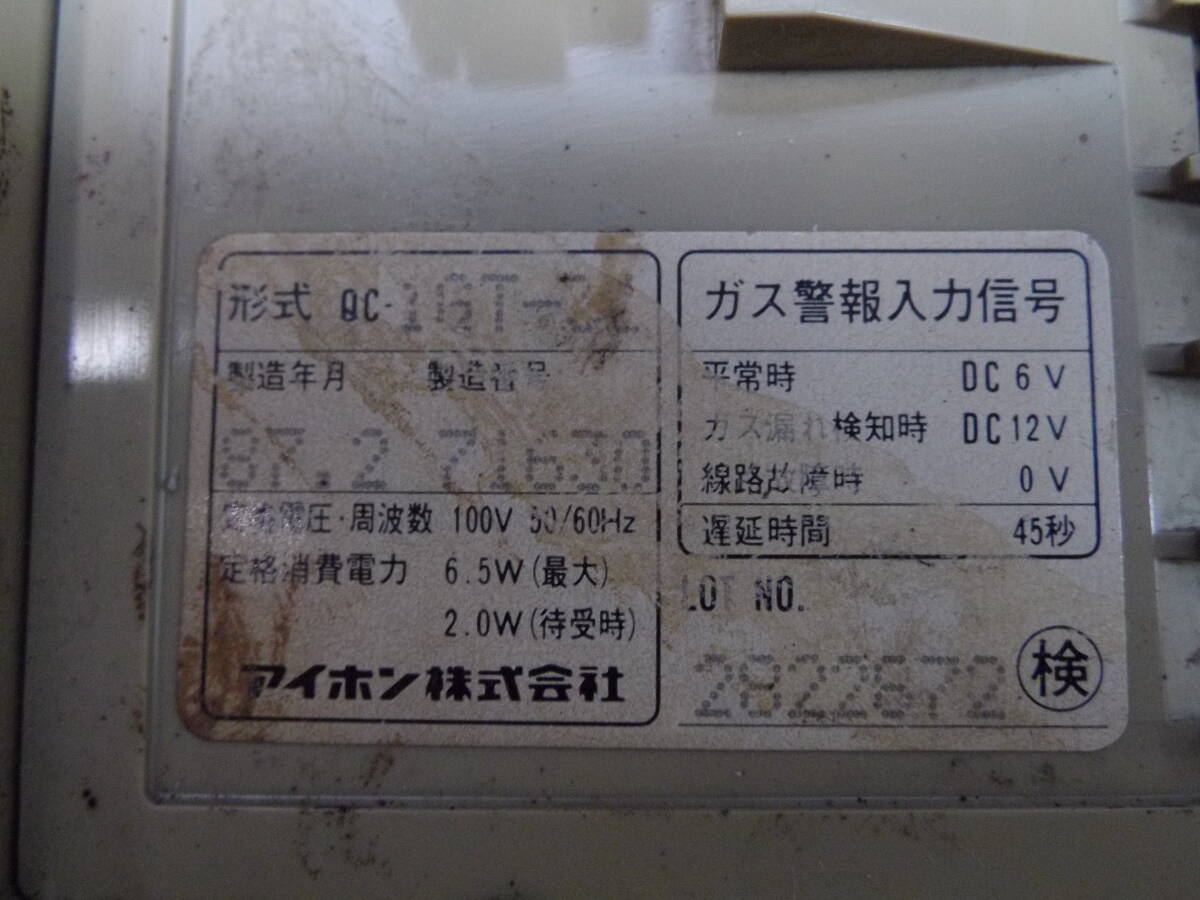 形式 QC-
製造年月 製造番号
87.2 71630
定格電圧・周波数 100V 50/60Hz
定格消費電力 6.5W(最大)
2.0W(待受時)
アイホン株式会社
ガス警報入力信号
平常時 DC 6 V
ガス漏れ検知時 DC 12V
線路故障時 0 V
遅延時間 45秒
LOT NO.
2822872
検